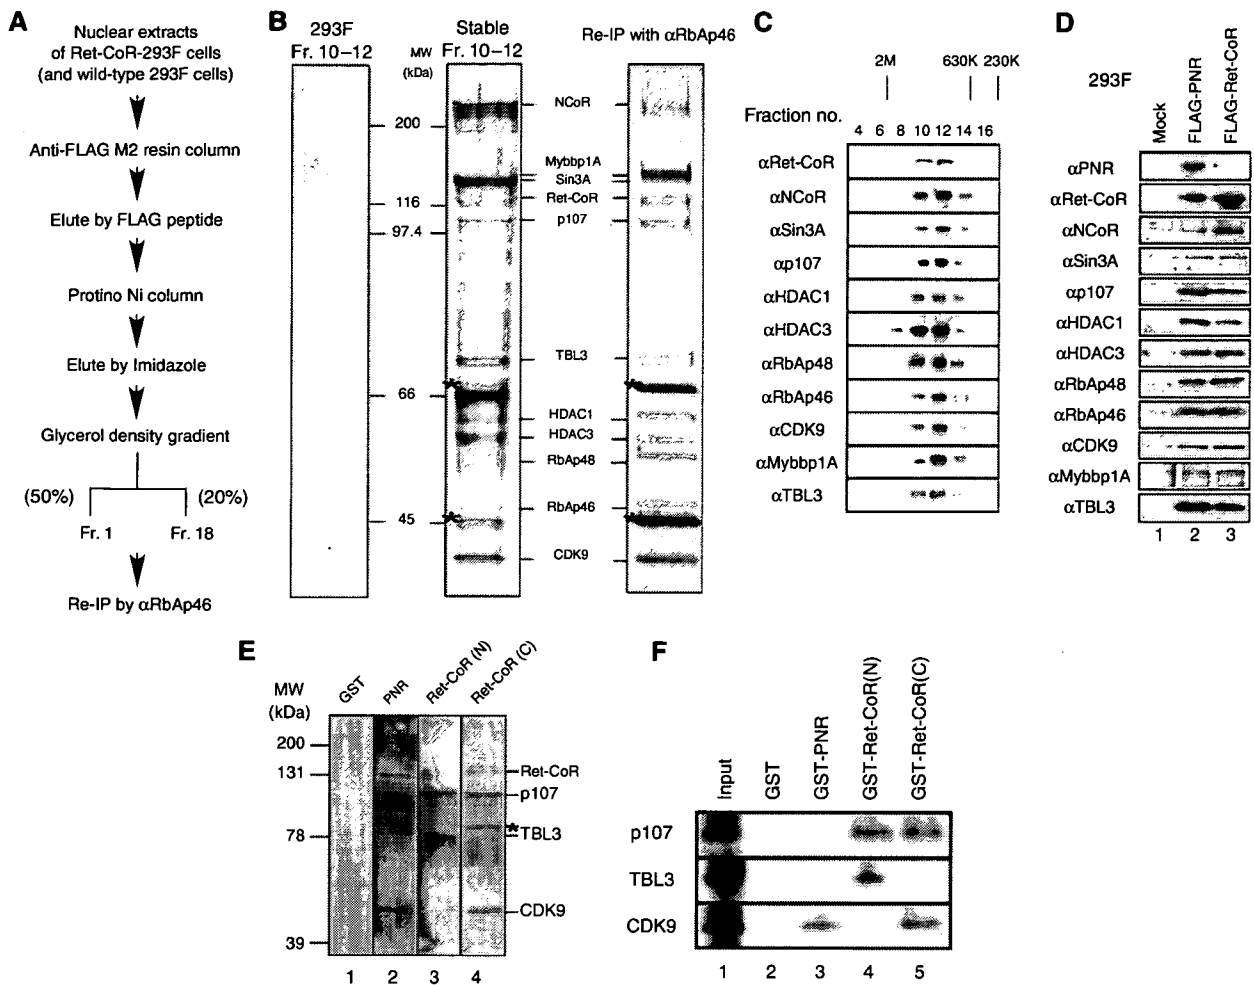 A
Nuclear extracts
of Ret-CoR-293F cells
(and wild-type 293F cells)
Anti-FLAG M2 resin column
Elute by FLAG peptide
Protino Ni column
Elute by Imidazole
Glycerol density gradient
(50%) (20%)
Fr. 1 Fr. 18
Re-IP by αRbAp46
B
293F
Fr. 10–12
MW
(kDa)
Stable
Fr. 10–12
Re-IP with αRbAp46
200
116
97.4
66
45
NCoR
Mybbp1A
Sin3A
Ret-CoR
p107
TBL3
HDAC1
HDAC3
RbAp48
RbAp46
CDK9
* *
* *
C
2M 630K 230K
Fraction no.
4 6 8 10 12 14 16
αRet-CoR
αNCoR
αSin3A
αp107
αHDAC1
αHDAC3
αRbAp48
αRbAp46
αCDK9
αMybbp1A
αTBL3
D
293F
Mock
FLAG-PNR
FLAG-Ret-CoR
αPNR
αRet-CoR
αNCoR
αSin3A
αp107
αHDAC1
αHDAC3
αRbAp48
αRbAp46
αCDK9
αMybbp1A
αTBL3
1 2 3
E
MW
(kDa)
GST
PNR
Ret-CoR (N)
Ret-CoR (C)
200
131
78
39
Ret-CoR
p107
*
TBL3
CDK9
1 2 3 4
F
Input
GST
GST-PNR
GST-Ret-CoR(N)
GST-Ret-CoR(C)
p107
TBL3
CDK9
1 2 3 4 5